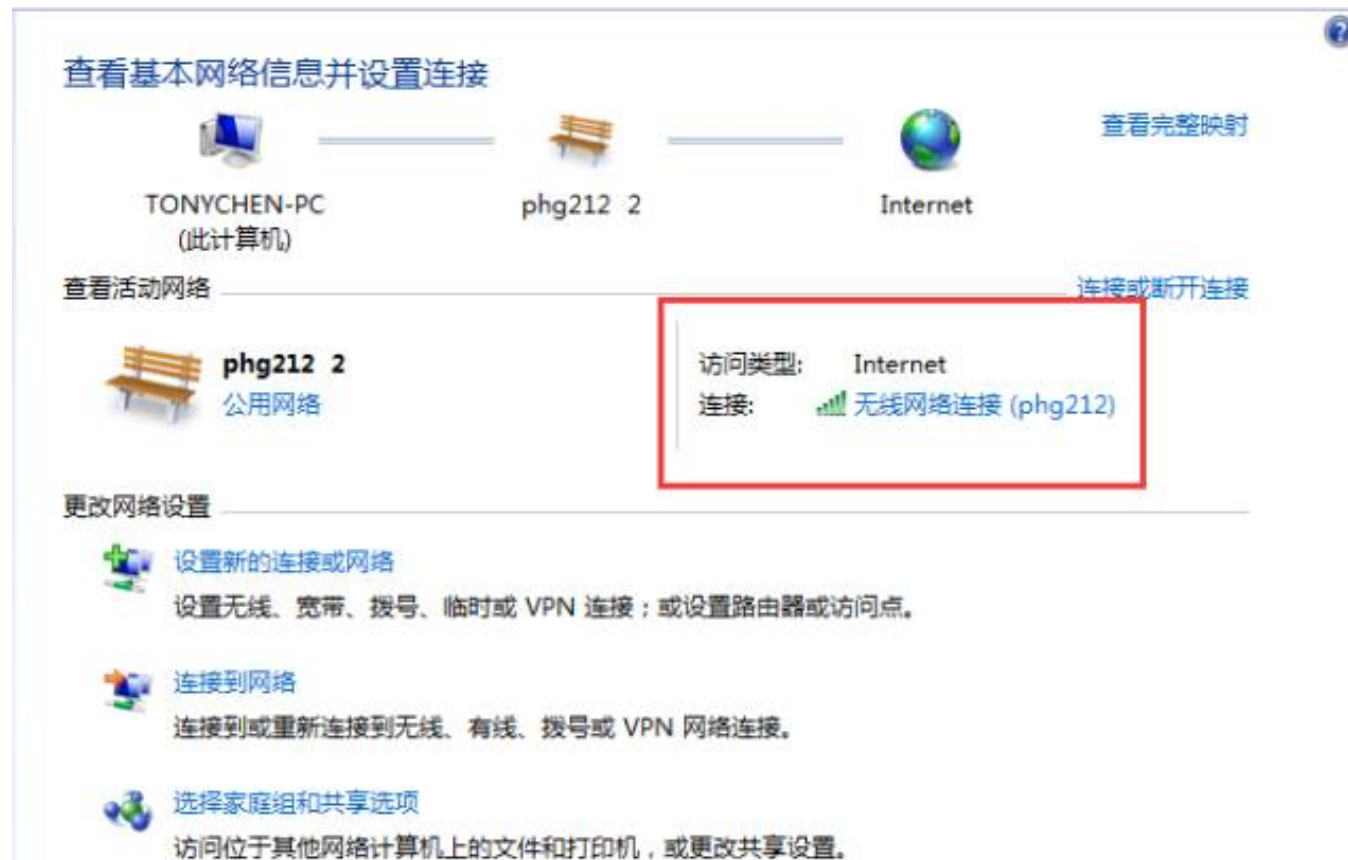 查看基本网络信息并设置连接
查看完整映射
TONYCHEN-PC
(此计算机)
phg212 2
Internet
查看活动网络
连接或断开连接
phg212 2
公用网络
访问类型: Internet
连接: 无线网络连接 (phg212)
更改网络设置
设置新的连接或网络
设置无线、宽带、拨号、临时或 VPN 连接；或设置路由器或访问点。
连接到网络
连接到或重新连接到无线、有线、拨号或 VPN 网络连接。
选择家庭组和共享选项
访问位于其他网络计算机上的文件和打印机，或更改共享设置。